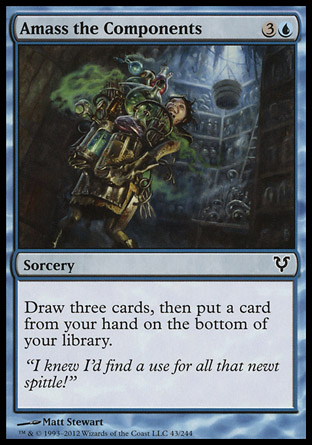 Amass the Components 3
Sorcery
Draw three cards, then put a card
from your hand on the bottom of
your library.
“I knew I’d find a use for all that newt
spittle!”
Matt Stewart
™ & © 1993–2012 Wizards of the Coast LLC 43/244